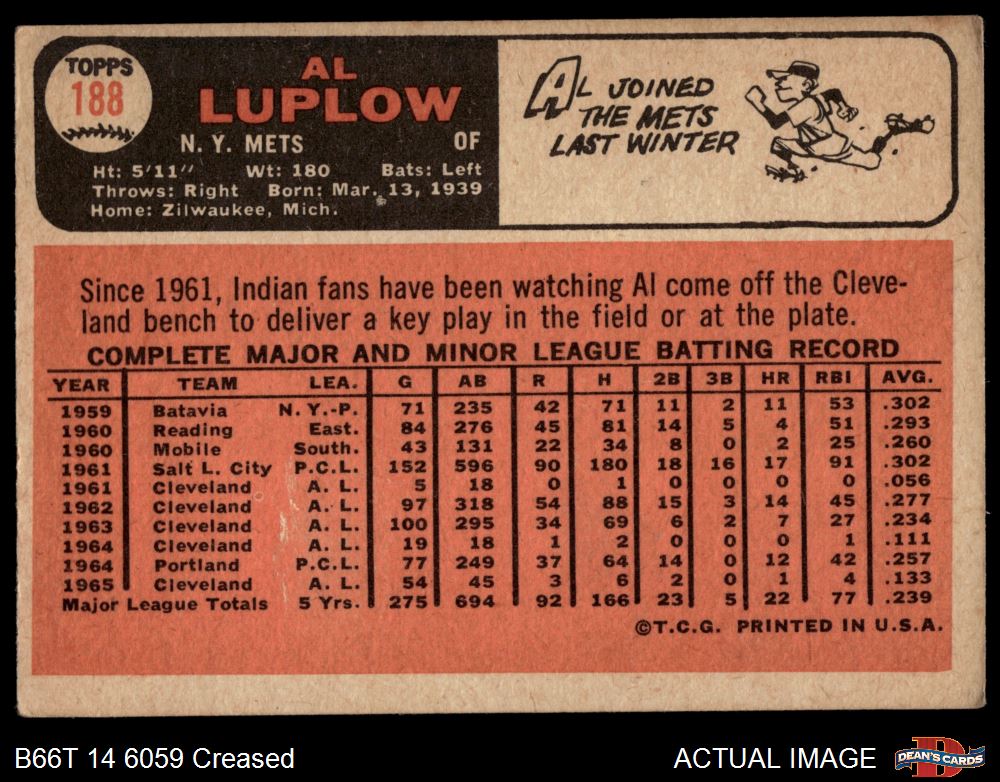 TOPPS
188
AL
LUPLOW
N. Y. METS OF
Ht: 5'11" Wt: 180 Bats: Left
Throws: Right Born: Mar. 13, 1939
Home: Zilwaukee, Mich.
AL JOINED
THE METS
LAST WINTER
Since 1961, Indian fans have been watching Al come off the Cleve-
land bench to deliver a key play in the field or at the plate.
COMPLETE MAJOR AND MINOR LEAGUE BATTING RECORD
YEAR TEAM LEA. G AB R H 2B 3B HR RBI AVG.
1959 Batavia N. Y.-P. 71 235 42 71 11 2 11 53 .302
1960 Reading East. 84 276 45 81 14 5 4 51 .293
1960 Mobile South. 43 131 22 34 8 0 2 25 .260
1961 Salt L. City P.C.L. 152 596 90 180 18 16 17 91 .302
1961 Cleveland A. L. 5 18 0 1 0 0 0 0 .056
1962 Cleveland A. L. 97 318 54 88 15 3 14 45 .277
1963 Cleveland A. L. 100 295 34 69 6 2 7 27 .234
1964 Cleveland A. L. 19 18 1 2 0 0 0 1 .111
1964 Portland P.C.L. 77 249 37 64 14 0 12 42 .257
1965 Cleveland A. L. 54 45 3 6 2 0 1 4 .133
Major League Totals 5 Yrs. 275 694 92 166 23 5 22 77 .239
©T.C.G. PRINTED IN U.S.A.
B66T 14 6059 Creased
ACTUAL IMAGE
D
DEAN'S CARDS